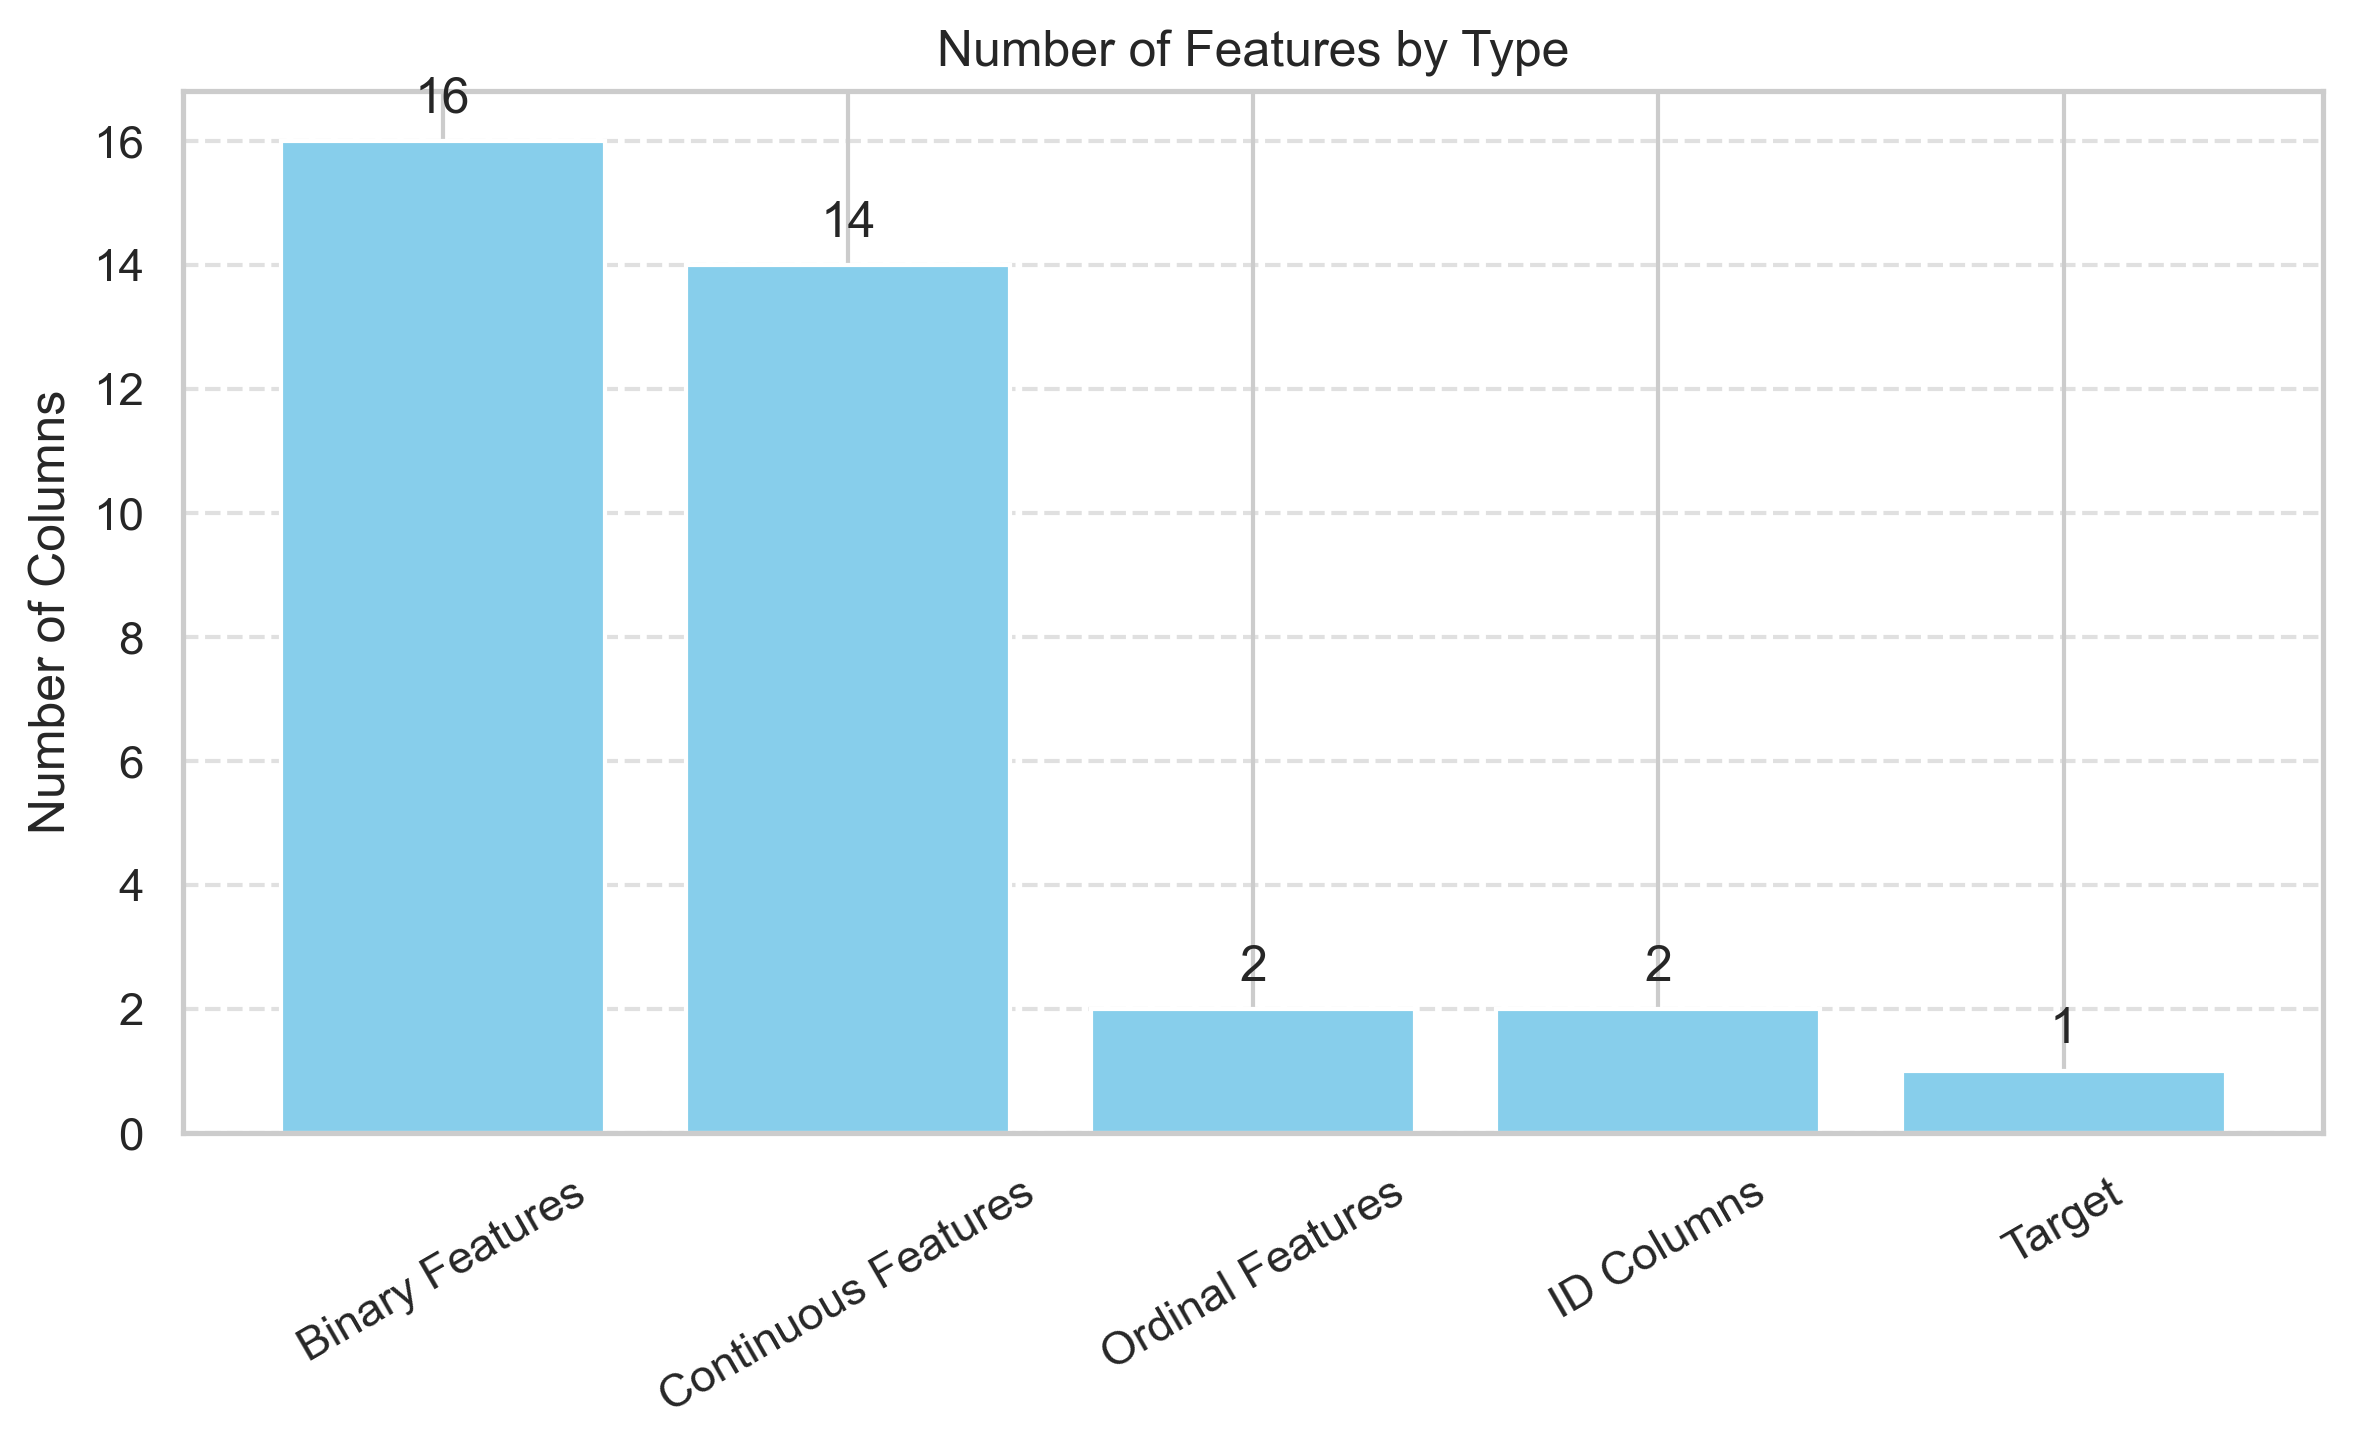 Number of Features by Type
Number of Columns
16
14
12
10
8
6
4
2
0
16
14
2
2
1
Binary Features
Continuous Features
Ordinal Features
ID Columns
Target